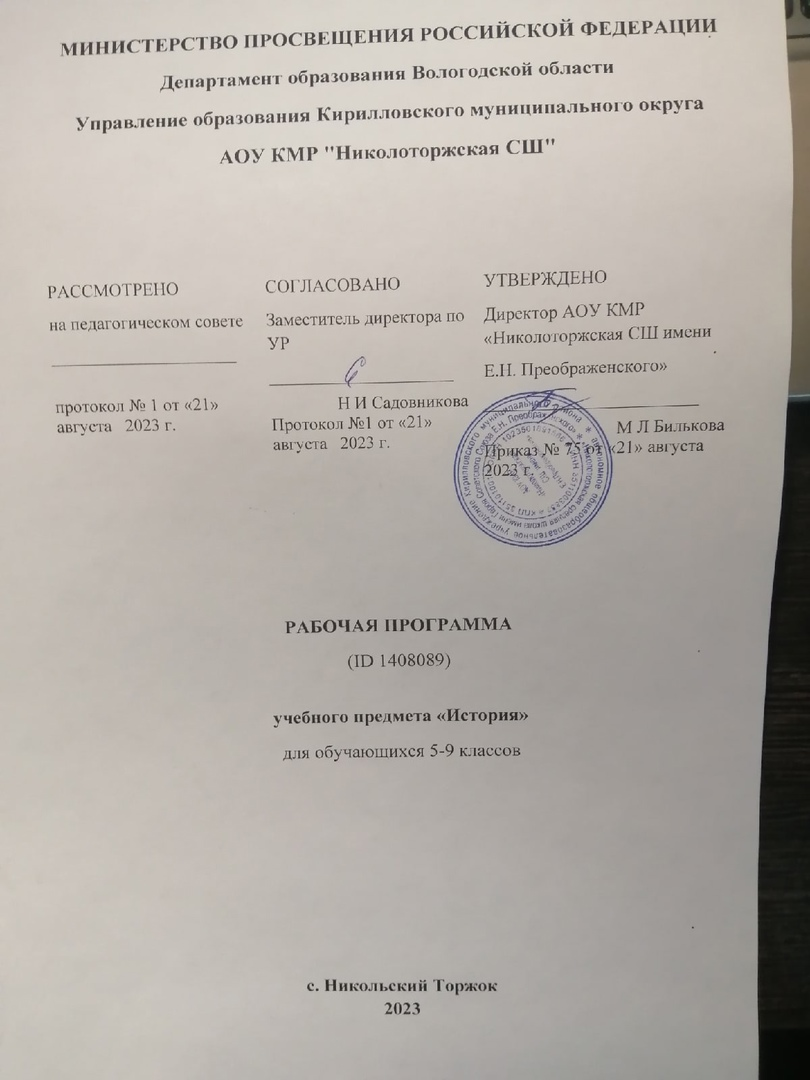 МИНИСТЕРСТВО ПРОСВЕЩЕНИЯ РОССИЙСКОЙ ФЕДЕРАЦИИ
Департамент образования Вологодской области
Управление образования Кирилловского муниципального округа
АОУ КМР "Николоторжская СШ"
РАССМОТРЕНО
на педагогическом совете
протокол № 1 от «21»
августа 2023 г.
СОГЛАСОВАНО
Заместитель директора по
УР
Н И Садовникова
Протокол №1 от «21»
августа 2023 г.
УТВЕРЖДЕНО
Директор АОУ КМР
«Николоторжская СШ имени
Е.Н. Преображенского»
М Л Билькова
Приказ № 75 от «21» августа
2023 г.
РАБОЧАЯ ПРОГРАММА
(ID 1408089)
учебного предмета «История»
для обучающихся 5-9 классов
с. Никольский Торжок
2023